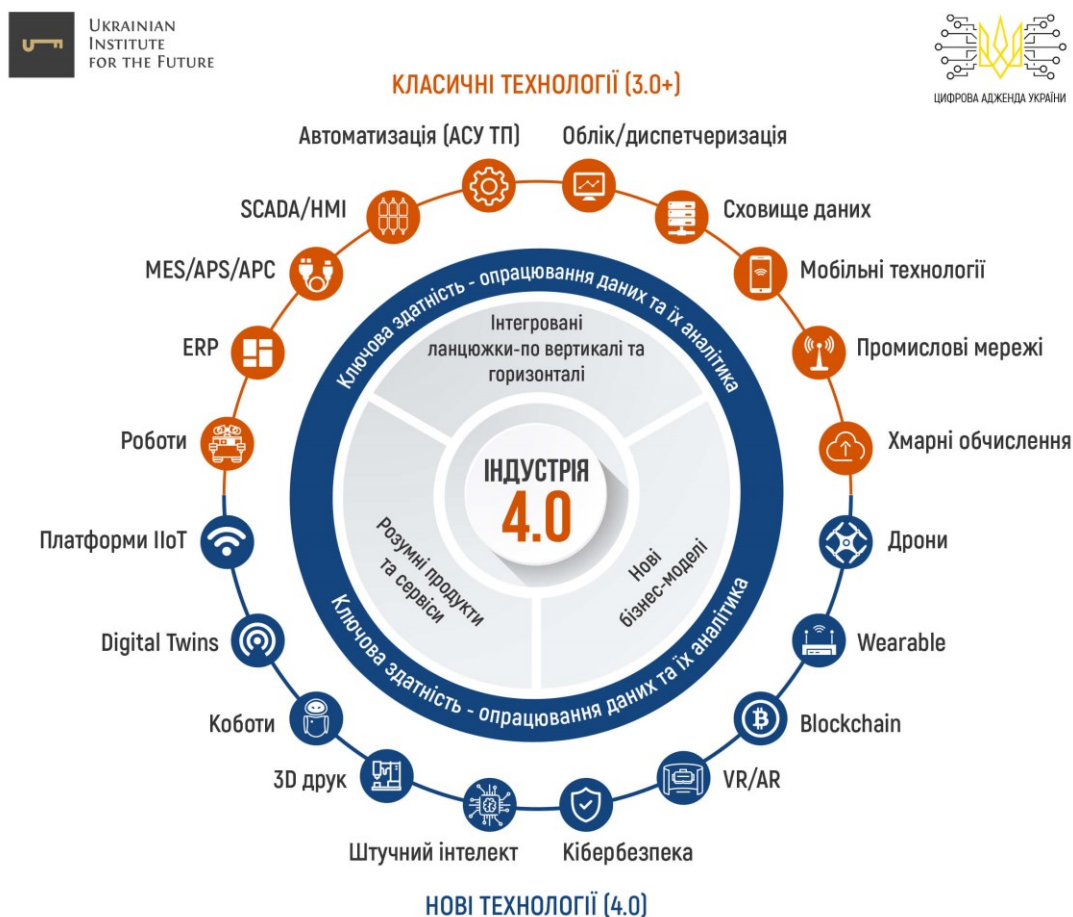 UKRAINIAN
INSTITUTE
FOR THE FUTURE
ЦИФРОВА АДЖЕНДА УКРАЇНИ
КЛАСИЧНІ ТЕХНОЛОГІЇ (3.0+)
Автоматизація (АСУ ТП)
Облік/диспетчеризація
SCADA/HMI
Сховище даних
MES/APS/APC
Мобільні технології
ERP
Промислові мережі
Роботи
Хмарні обчислення
Ключова здатність - опрацювання даних та їх аналітика
Інтегровані
ланцюжки-по вертикалі та
горизонталі
ІНДУСТРІЯ
4.0
Розумні продукти
та сервіси
Нові
бізнес-моделі
Ключова здатність - опрацювання даних та їх аналітика
Платформи IIoT
Дрони
Digital Twins
Wearable
Коботи
Blockchain
3D друк
VR/AR
Штучний інтелект
Кібербезпека
НОВІ ТЕХНОЛОГІЇ (4.0)